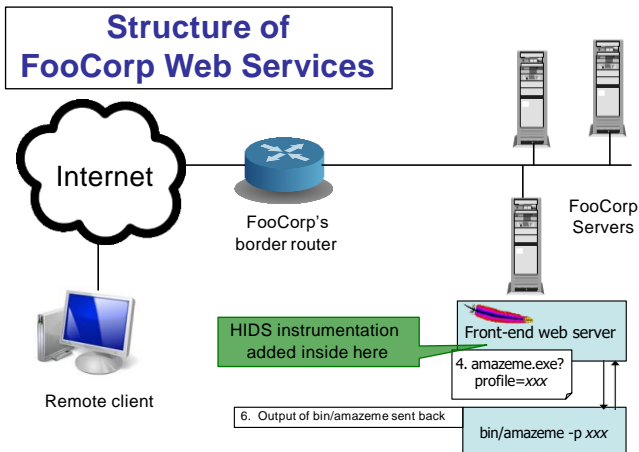 Structure of
FooCorp Web Services
Internet
FooCorp's
border router
FooCorp
Servers
Remote client
HIDS instrumentation
added inside here
Front-end web server
4. amazeme.exe?
profile=xxx
6. Output of bin/amazeme sent back
bin/amazeme -p xxx